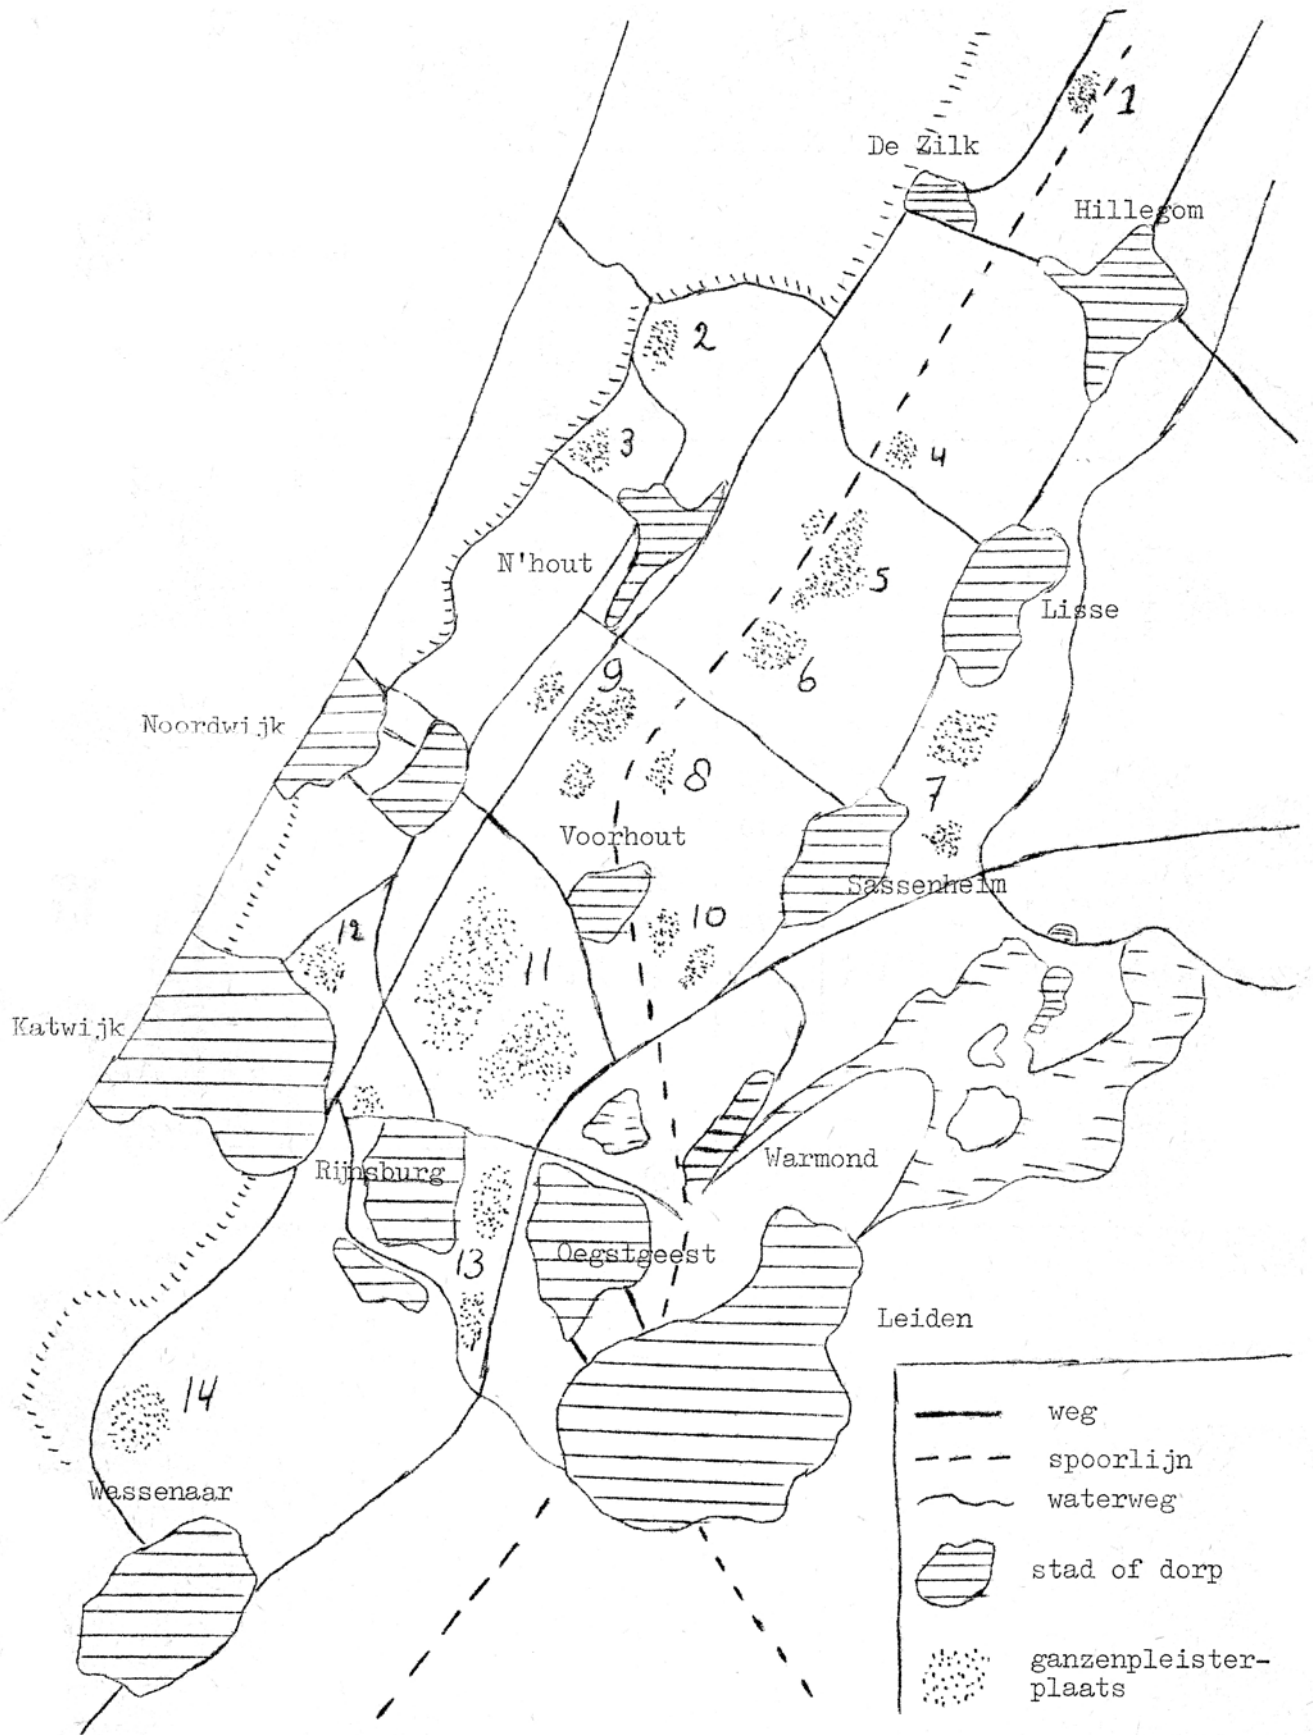 1
De Zilk
Hillegom
2
3
4
N'hout
5
Lisse
6
9
Noordwijk
8
7
Voorhout
Sassenheim
10
12
11
Katwijk
Warmond
Rijnsburg
Oegstgeest
13
Leiden
14
Wassenaar
weg
spoorlijn
waterweg
stad of dorp
ganzenpleister-
plaats